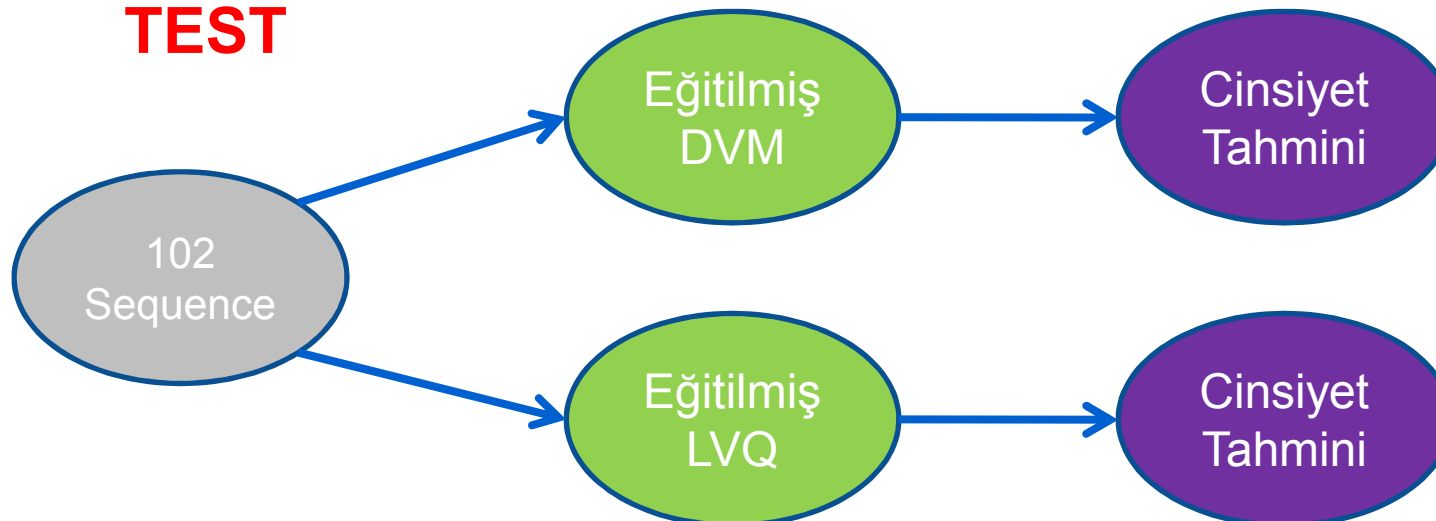 TEST
Eğitilmiş
DVM
Cinsiyet
Tahmini
102
Sequence
Eğitilmiş
LVQ
Cinsiyet
Tahmini